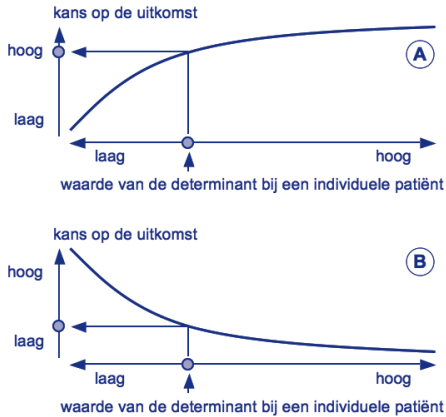 kans op de uitkomst
hoog
A
laag
laag hoog
waarde van de determinant bij een individuele patiënt
kans op de uitkomst
hoog
B
laag
laag hoog
waarde van de determinant bij een individuele patiënt